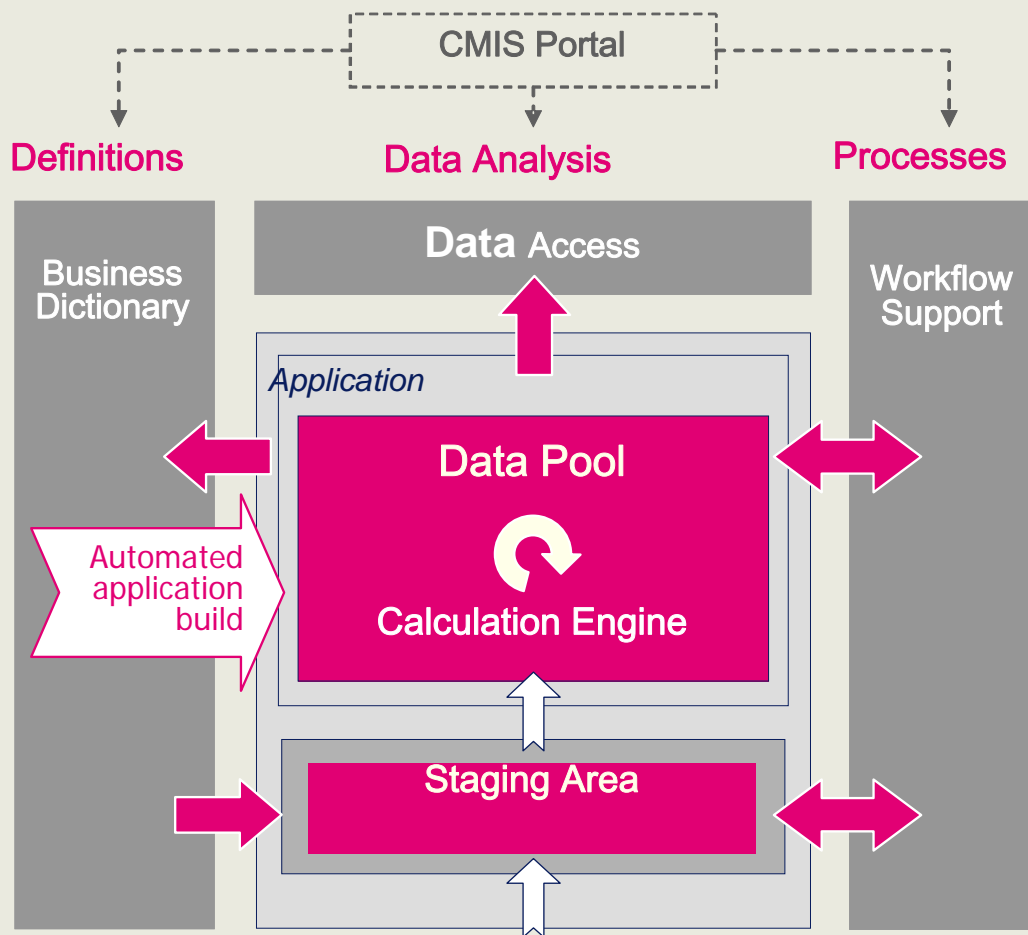 CMIS Portal
Definitions
Data Analysis
Processes
Business
Dictionary
Data Access
Workflow
Support
Application
Data Pool
Calculation Engine
Automated
application
build
Staging Area